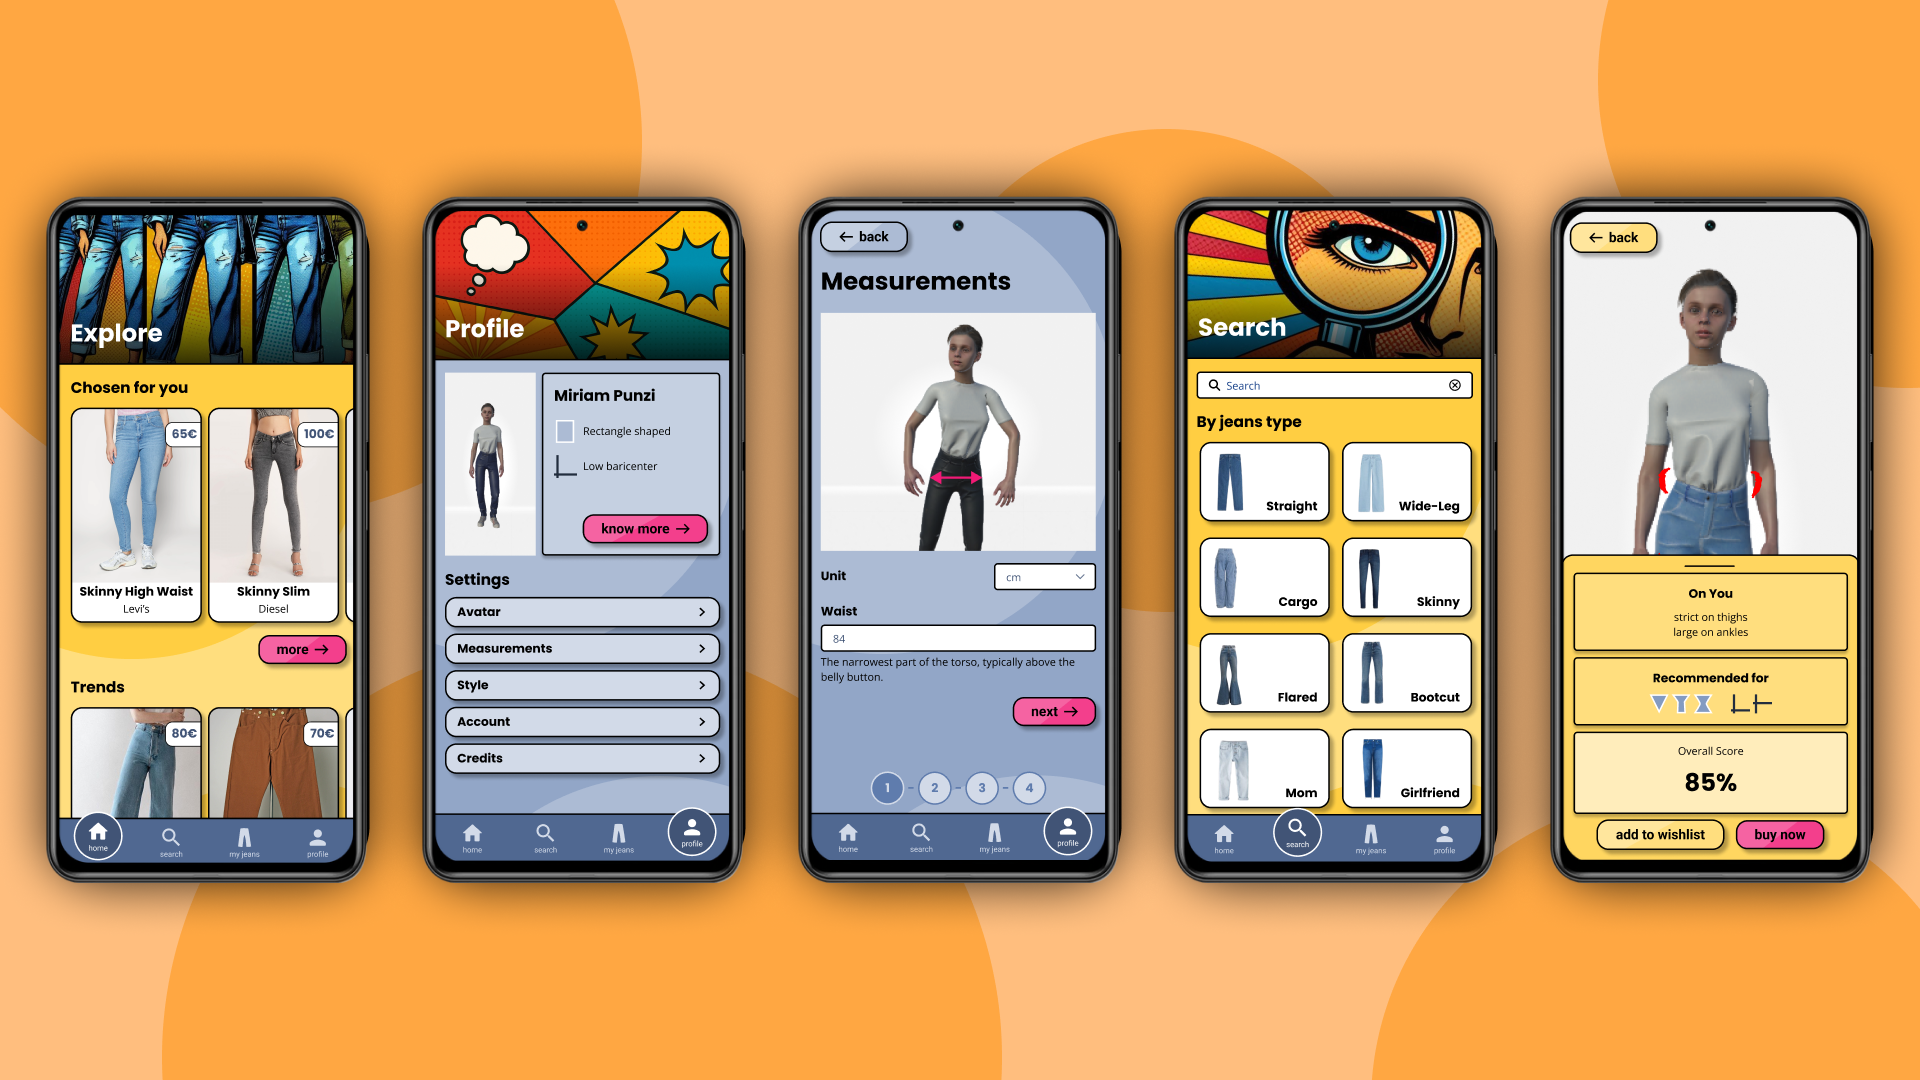 Explore
Chosen for you
65€
100€
Skinny High Waist
Levi's
Skinny Slim
Diesel
more
Trends
80€
70€
home
search
my jeans
profile
Profile
Miriam Punzi
Rectangle shaped
Low baricenter
know more
Settings
Avatar
Measurements
Style
Account
Credits
home
search
my jeans
profile
back
Measurements
Unit
cm
Waist
84
The narrowest part of the torso, typically above the
belly button.
next
1 - 2 - 3 - 4
home
search
my jeans
profile
Search
Search
By jeans type
Straight
Wide-Leg
Cargo
Skinny
Flared
Bootcut
Mom
Girlfriend
home
search
my jeans
profile
back
On You
strict on thighs
large on ankles
Recommended for
Overall Score
85%
add to wishlist
buy now